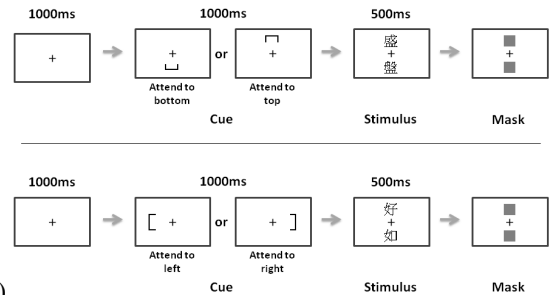 1000ms 1000ms 500ms
+ + or + 盛
+
盤 +
Attend to bottom Attend to top
Cue Stimulus Mask
1000ms 1000ms 500ms
+ [ + or + ] 好
+
如 +
Attend to left Attend to right
Cue Stimulus Mask
)